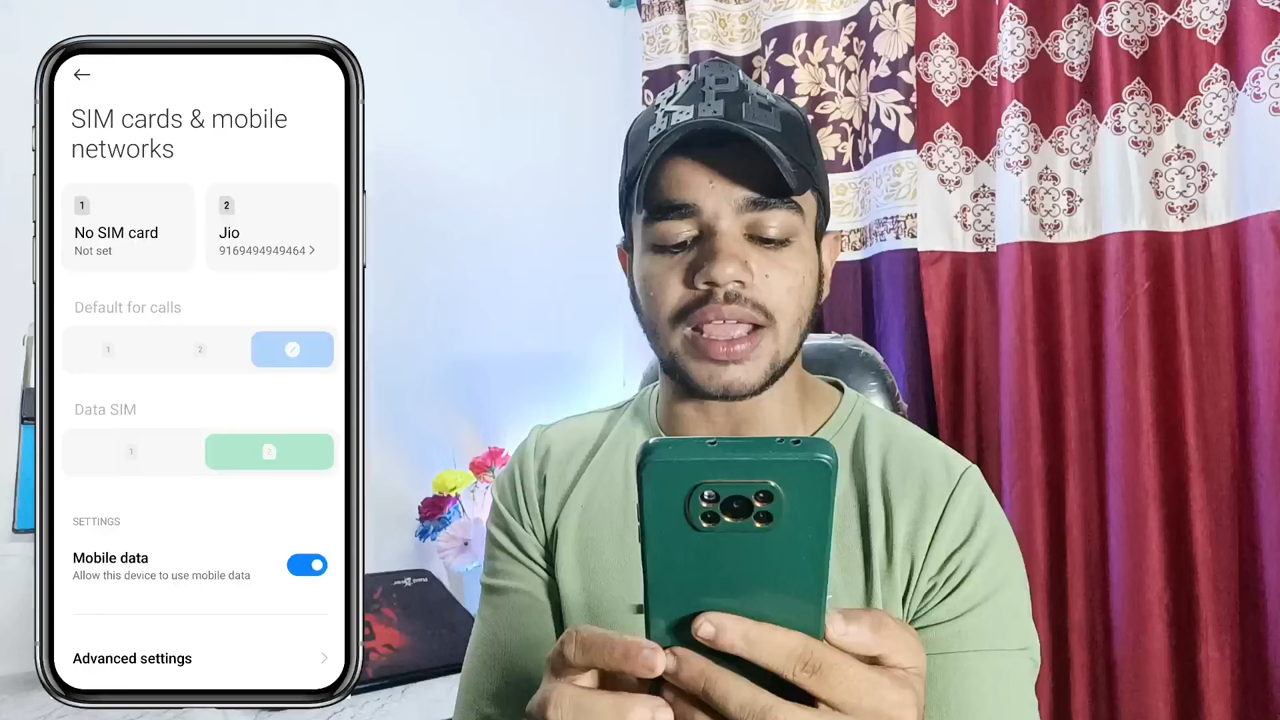 SIM cards & mobile
networks
1
No SIM card
Not set
2
Jio
9169494949464
Default for calls
1
2
Data SIM
1
2
SETTINGS
Mobile data
Allow this device to use mobile data
Advanced settings